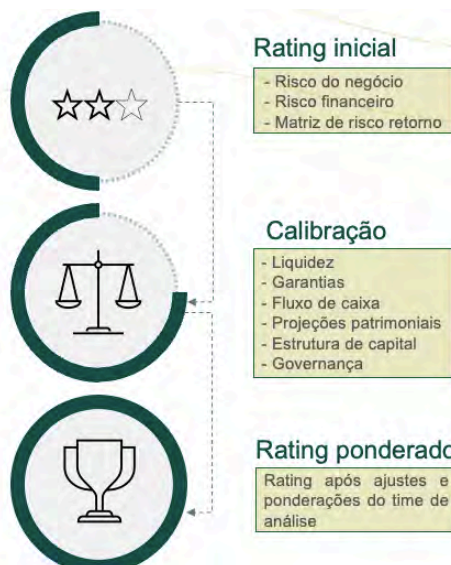 Rating inicial
- Risco do negócio
- Risco financeiro
- Matriz de risco retorno
Calibração
- Liquidez
- Garantias
- Fluxo de caixa
- Projeções patrimoniais
- Estrutura de capital
- Governança
Rating ponderado
Rating após ajustes e
ponderações do time de
análise